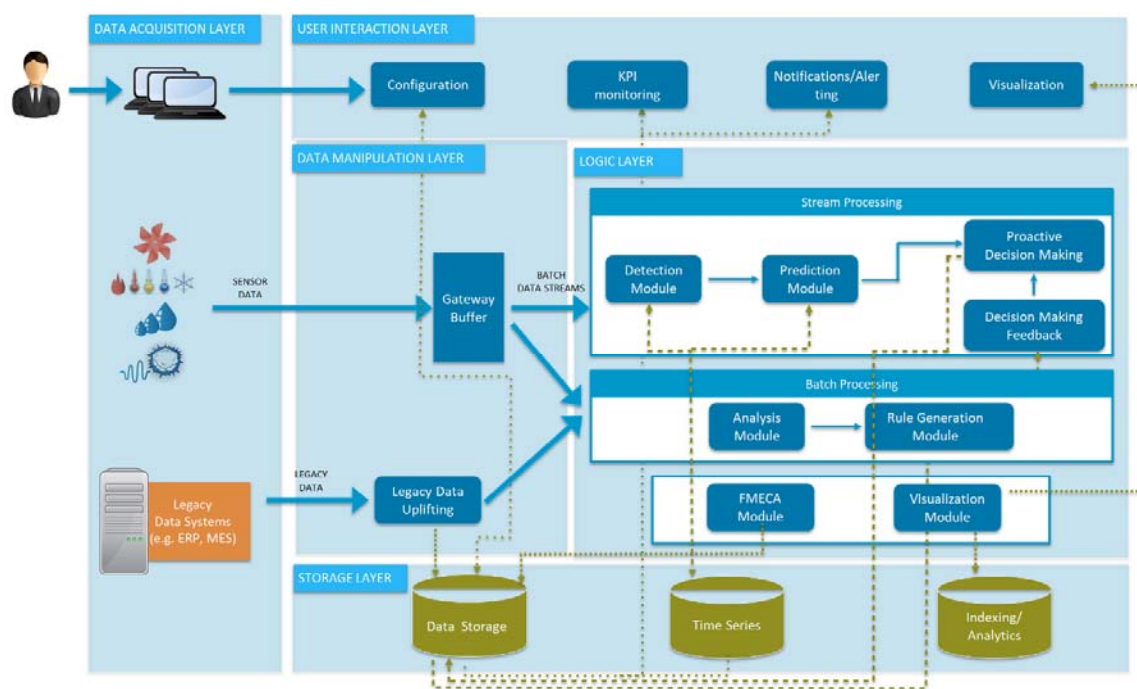 DATA ACQUISITION LAYER
USER INTERACTION LAYER
Configuration
KPI
monitoring
Notifications/Aler
ting
Visualization
DATA MANIPULATION LAYER
LOGIC LAYER
Stream Processing
Detection
Module
Prediction
Module
Proactive
Decision Making
Decision Making
Feedback
SENSOR
DATA
Gateway
Buffer
BATCH
DATA STREAMS
Batch Processing
Analysis
Module
Rule Generation
Module
LEGACY
DATA
Legacy
Data Systems
(e.g. ERP, MES)
Legacy Data
Uplifting
FMECA
Module
Visualization
Module
STORAGE LAYER
Data Storage
Time Series
Indexing/
Analytics